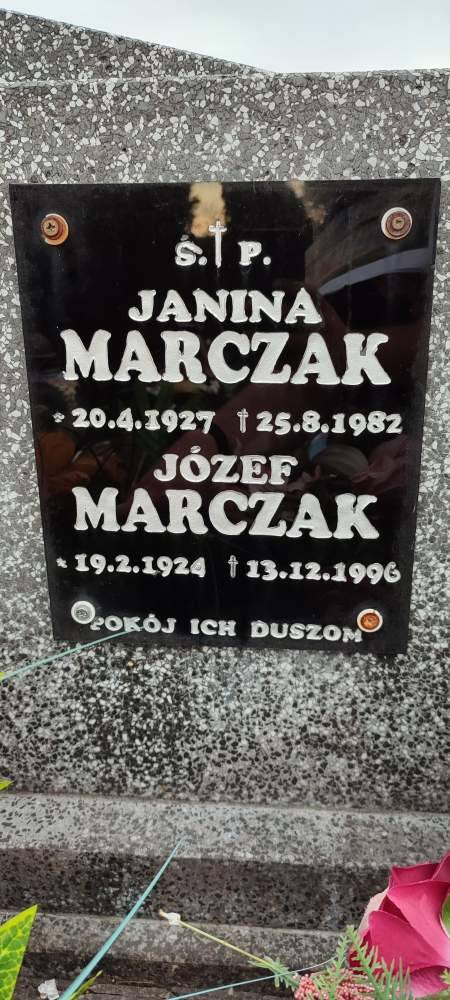 Ś.†P.
JANINA
MARCZAK
* 20.4.1927 † 25.8.1982
JÓZEF
MARCZAK
* 19.2.1924 † 13.12.1996
POKÓJ ICH DUSZOM